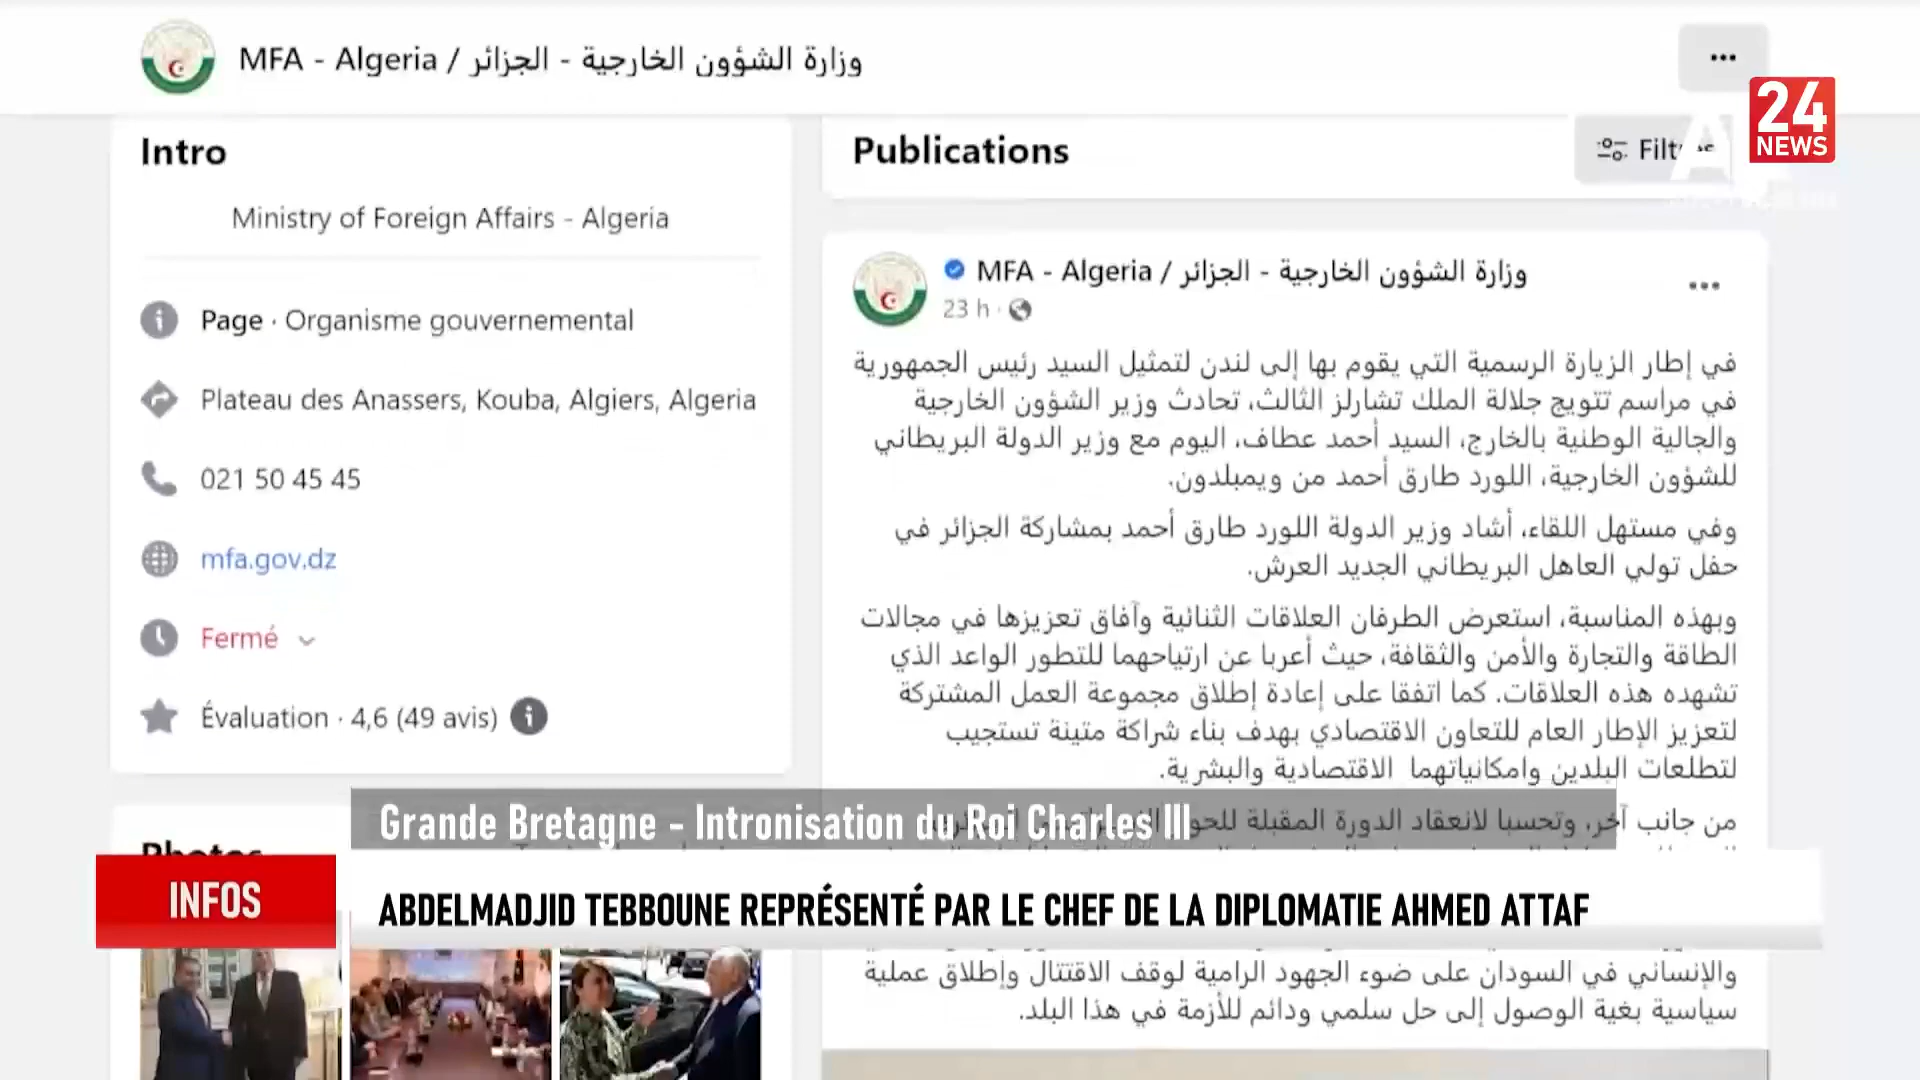 MFA - Algeria / وزارة الشؤون الخارجية - الجزائر
24
NEWS
Intro
Ministry of Foreign Affairs - Algeria
Page · Organisme gouvernemental
Plateau des Anassers, Kouba, Algiers, Algeria
021 50 45 45
mfa.gov.dz
Fermé
Évaluation · 4,6 (49 avis)
Publications
MFA - Algeria / وزارة الشؤون الخارجية - الجزائر
23 h ·
في إطار الزيارة الرسمية التي يقوم بها إلى لندن لتمثيل السيد رئيس الجمهورية
في مراسم تتويج جلالة الملك تشارلز الثالث، تحادث وزير الشؤون الخارجية
والجالية الوطنية بالخارج، السيد أحمد عطاف، اليوم مع وزير الدولة البريطاني
للشؤون الخارجية، اللورد طارق أحمد من ويمبلدون.
وفي مستهل اللقاء، أشاد وزير الدولة اللورد طارق أحمد بمشاركة الجزائر في
حفل تولي العاهل البريطاني الجديد العرش.
وبهذه المناسبة، استعرض الطرفان العلاقات الثنائية وآفاق تعزيزها في مجالات
الطاقة والتجارة والأمن والثقافة، حيث أعربا عن ارتياحهما للتطور الواعد الذي
تشهده هذه العلاقات. كما اتفقا على إعادة إطلاق مجموعة العمل المشتركة
لتعزيز الإطار العام للتعاون الاقتصادي بهدف بناء شراكة متينة تستجيب
لتطلعات البلدين وامكانياتهما الاقتصادية والبشرية.
من جانب آخر، وتحسبا لانعقاد الدورة المقبلة
والإنساني في السودان على ضوء الجهود الرامية لوقف الاقتتال وإطلاق عملية
سياسية بغية الوصول إلى حل سلمي ودائم للأزمة في هذا البلد.
Grande Bretagne - Intronisation du Roi Charles III
INFOS
ABDELMADJID TEBBOUNE REPRÉSENTÉ PAR LE CHEF DE LA DIPLOMATIE AHMED ATTAF